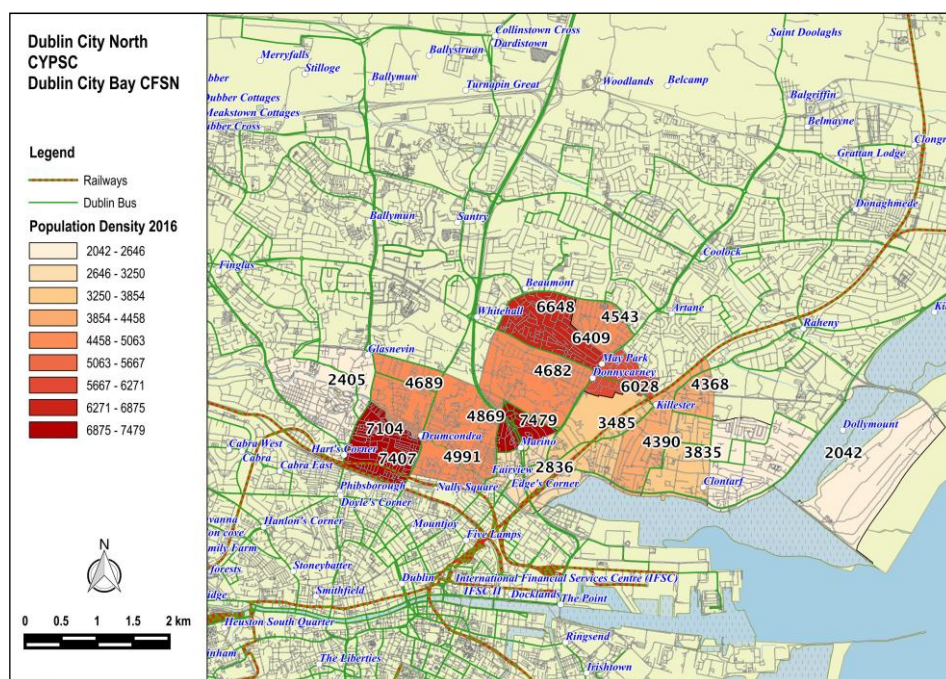 Dublin City North
CYPSC
Dublin City Bay CFSN
Legend
Railways
Dublin Bus
Population Density 2016
2042 - 2646
2646 - 3250
3250 - 3854
3854 - 4458
4458 - 5063
5063 - 5667
5667 - 6271
6271 - 6875
6875 - 7479
N
0 0.5 1 1.5 2 km
Collinstown Cross
Dardistown
Saint Doolaghs
Merryfalls
Ballystruan
Stilloge
Ballymun
Turnapin Great
Woodlands
Belcamp
Dubber Cottages
Meakstown Cottages
Balgriffin
Belmayne
Grattan Lodge
Donaghmede
Ballymun
Santry
Coolock
Finglas
Beaumont
Whitehall
6648
4543
Artane
Raheny
6409
Glasnevin
May Park
Donnycarney
4682
6028
4368
2405
4689
Killester
4869
7479
3485
Dollymount
7104
Drumcondra
Marino
4390
2042
Hart's Corner
7407
4991
3835
Cabra West
Cabra
Cabra East
Fairview
2836
Edge's Corner
Clontarf
Phibsborough
Nally Square
Doyle's Corner
Hanlon's Corner
Mountjoy
Five Lamps
Stoneybatter
Dublin
International Financial Services Centre (IFSC)
IFSC II
Docklands
The Point
Smithfield
Heuston South Quarter
Ringsend
The Liberties
Irishtown